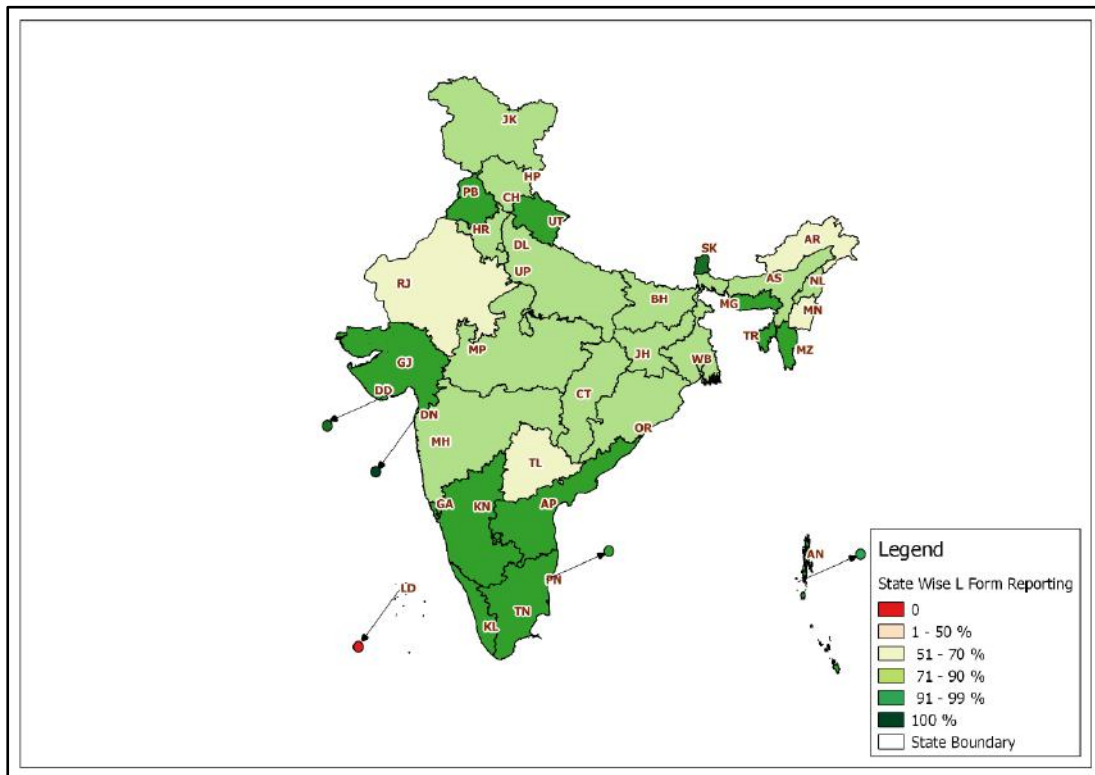 JK
HP
PB
CH
UT
HR
DL
SK
AR
UP
AS
NL
RJ
BH
MG
MN
TR
MP
JH
WB
MZ
GJ
CT
DD
DN
OR
MH
TL
GA
KN
AP
AN
PN
LD
TN
KL
Legend
State Wise L Form Reporting
0
1 - 50 %
51 - 70 %
71 - 90 %
91 - 99 %
100 %
State Boundary